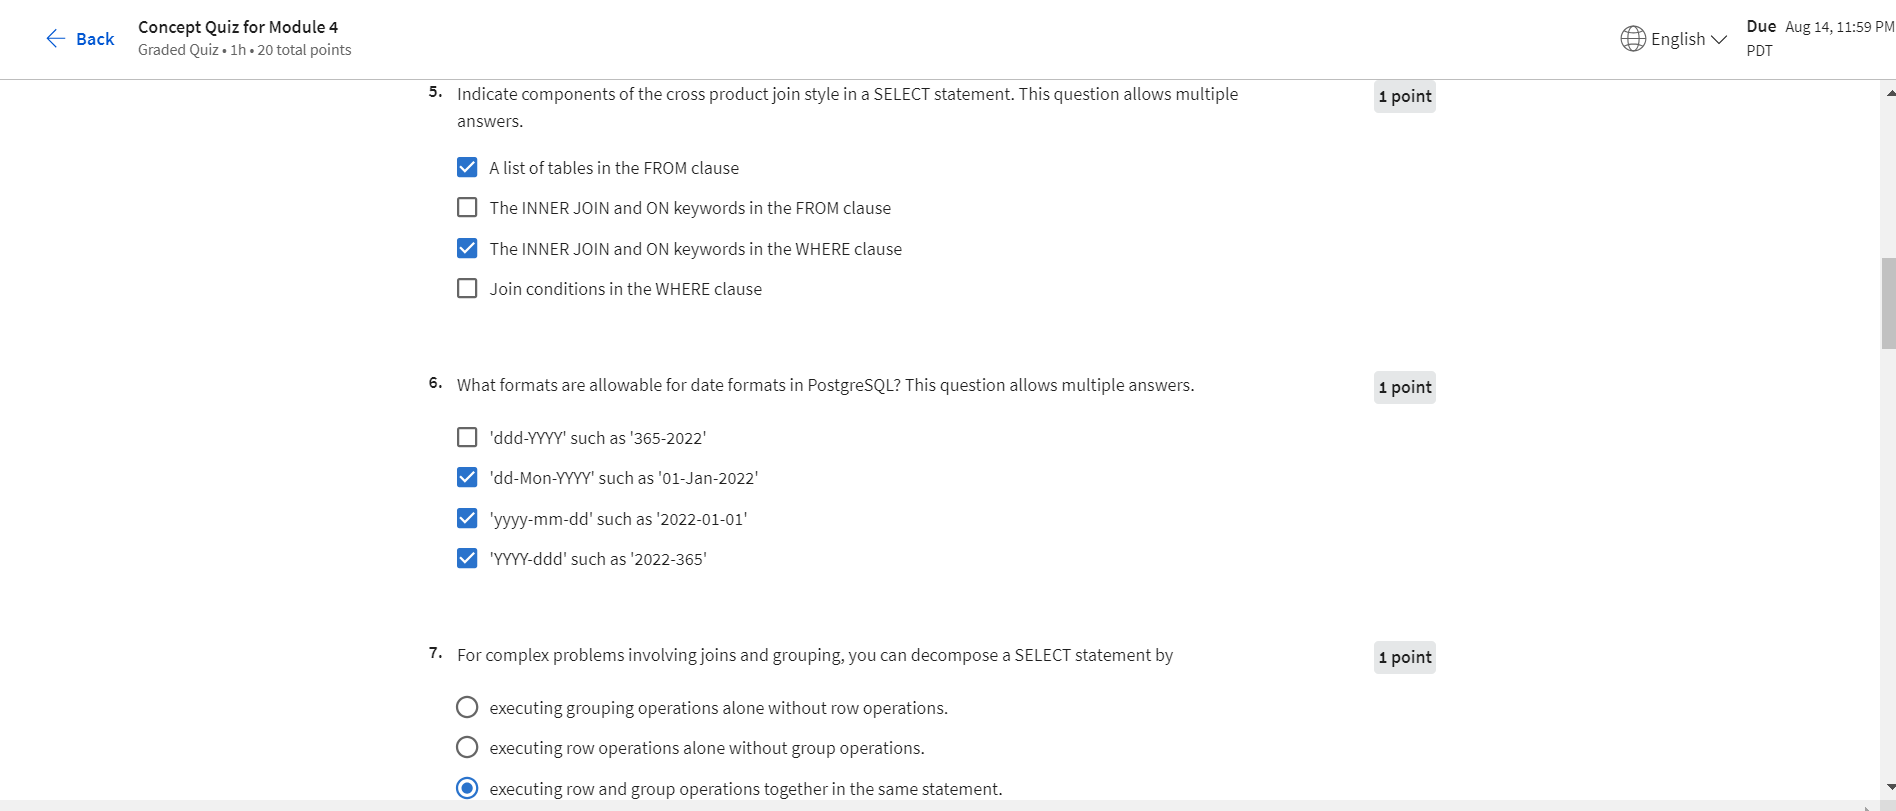 Back
Concept Quiz for Module 4
Graded Quiz • 1h • 20 total points
English
Due Aug 14, 11:59 PM
PDT
5. Indicate components of the cross product join style in a SELECT statement. This question allows multiple
answers.
1 point
A list of tables in the FROM clause
The INNER JOIN and ON keywords in the FROM clause
The INNER JOIN and ON keywords in the WHERE clause
Join conditions in the WHERE clause
6. What formats are allowable for date formats in PostgreSQL? This question allows multiple answers.
1 point
'ddd-YYYY' such as '365-2022'
'dd-Mon-YYYY' such as '01-Jan-2022'
'yyyy-mm-dd' such as '2022-01-01'
'YYYY-ddd' such as '2022-365'
7. For complex problems involving joins and grouping, you can decompose a SELECT statement by
1 point
executing grouping operations alone without row operations.
executing row operations alone without group operations.
executing row and group operations together in the same statement.